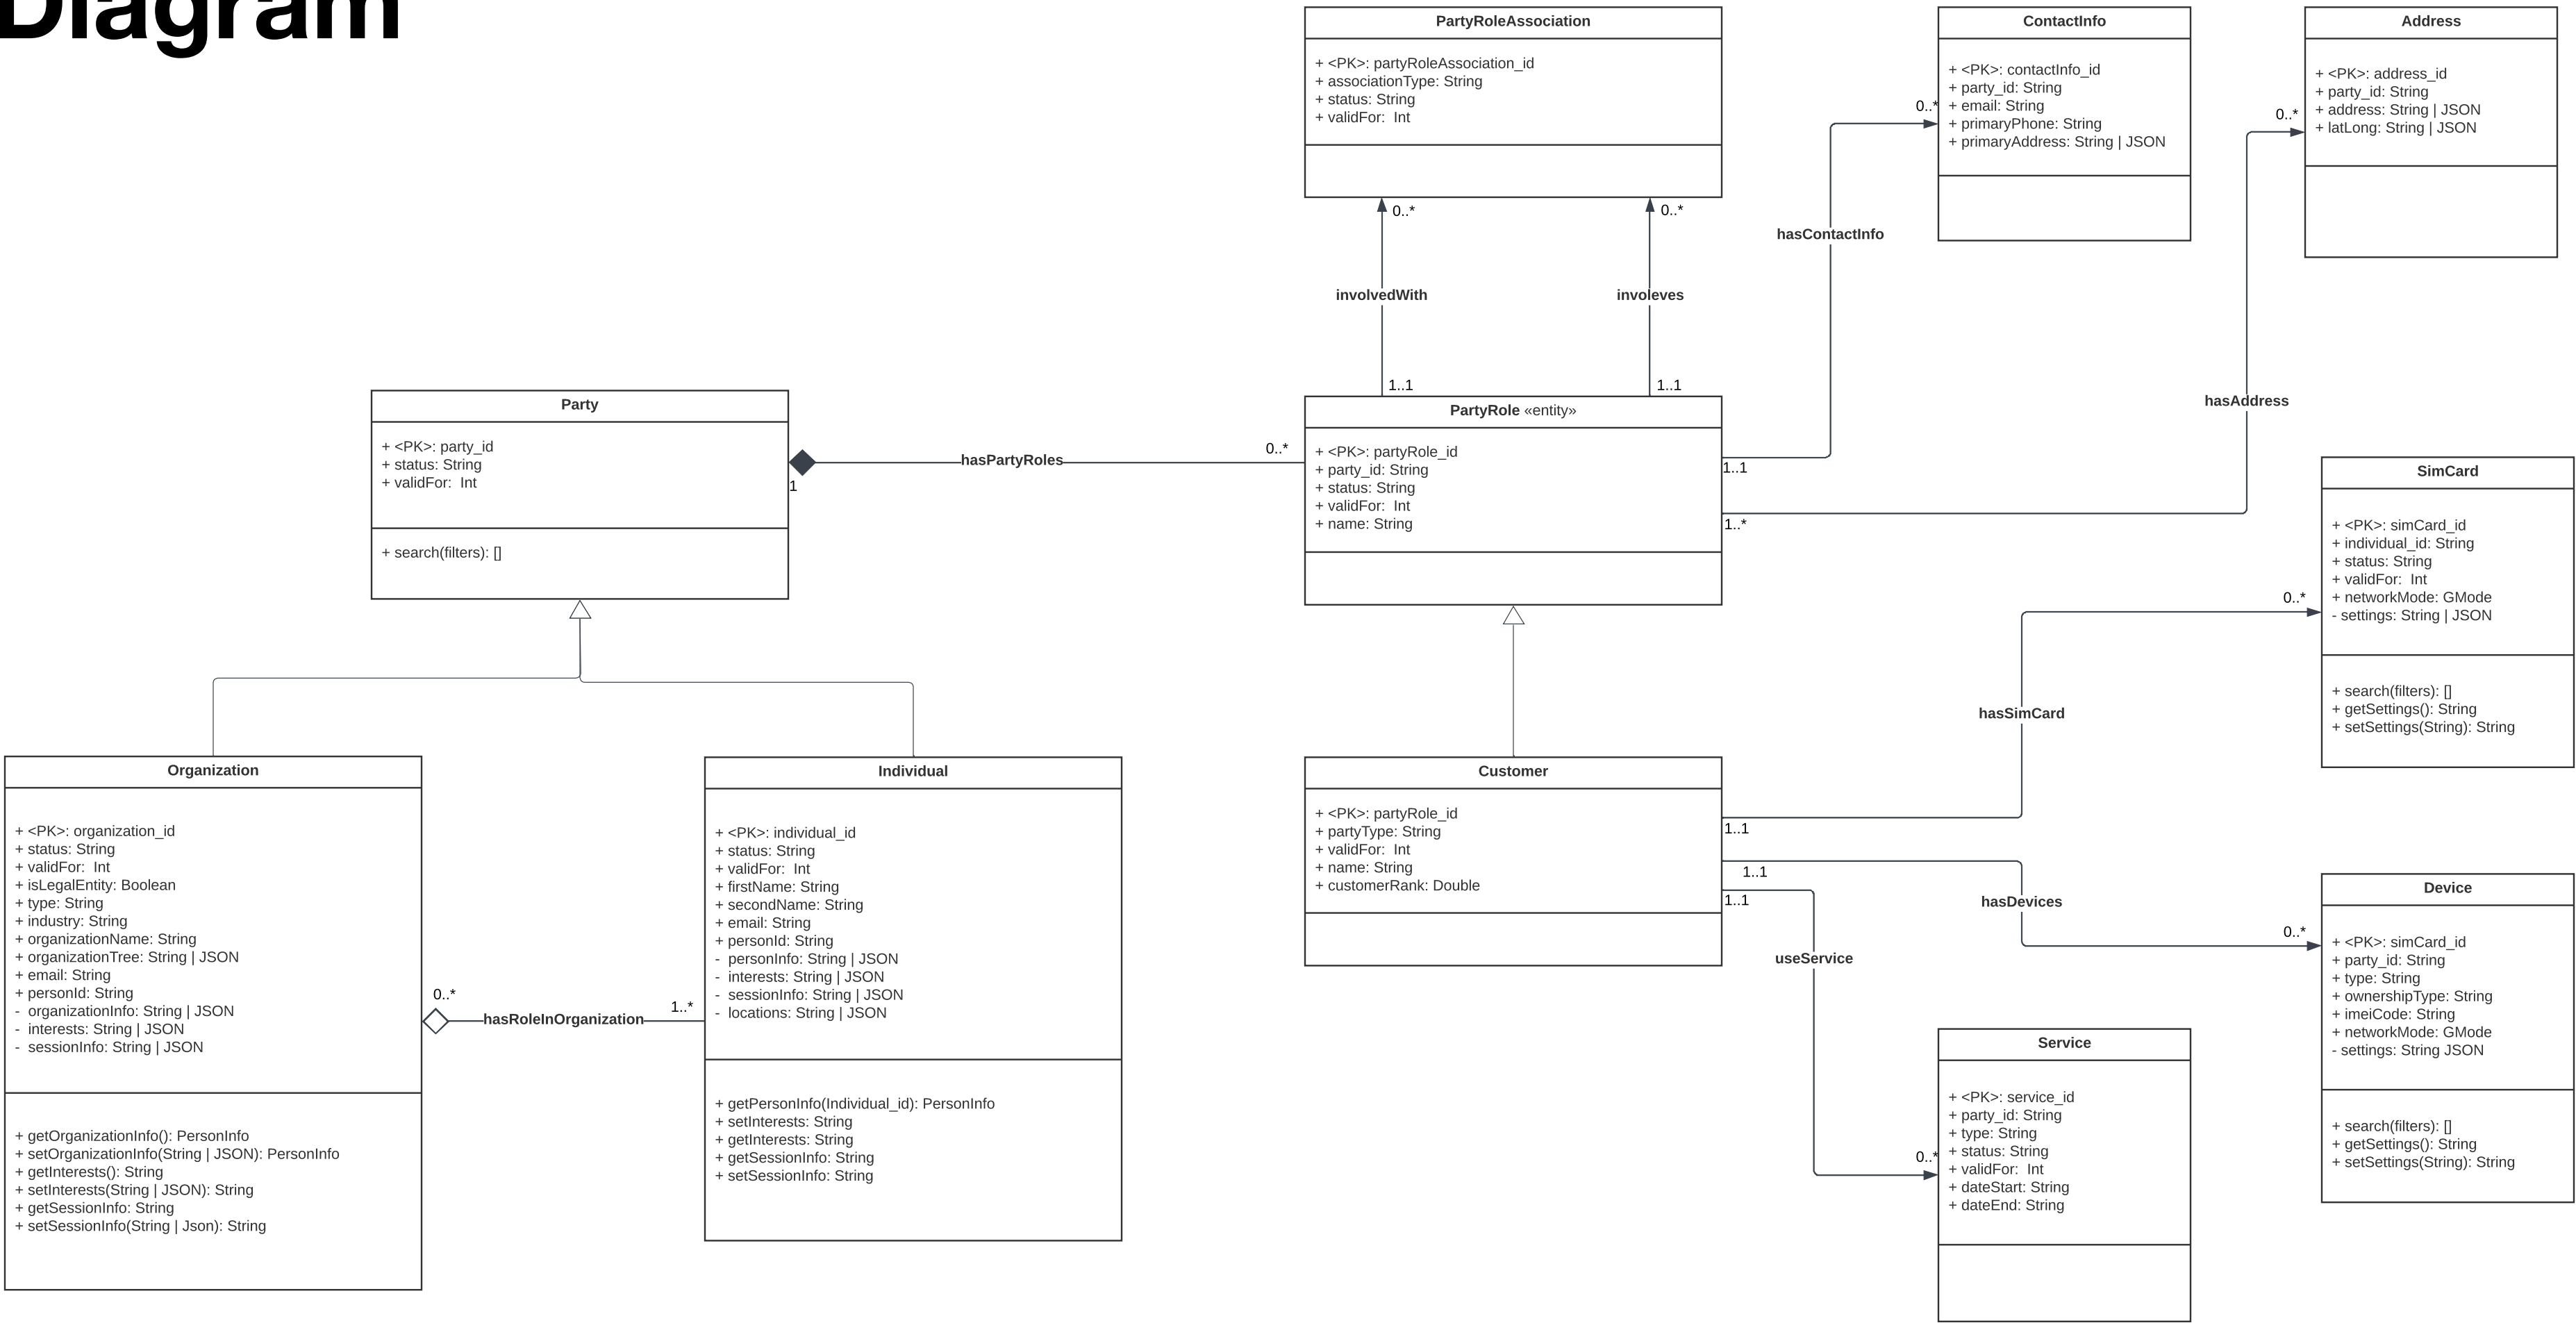 Diagram
PartyRoleAssociation
+ <PK>: partyRoleAssociation_id
+ associationType: String
+ status: String
+ validFor:  Int
ContactInfo
+ <PK>: contactInfo_id
+ party_id: String
+ email: String
+ primaryPhone: String
+ primaryAddress: String | JSON
Address
+ <PK>: address_id
+ party_id: String
+ address: String | JSON
+ latLong: String | JSON
0..*
0..*
0..*
0..*
hasContactInfo
involvedWith
involeves
hasAddress
1..1
1..1
Party
+ <PK>: party_id
+ status: String
+ validFor:  Int
+ search(filters): []
1
hasPartyRoles
0..*
PartyRole «entity»
+ <PK>: partyRole_id
+ party_id: String
+ status: String
+ validFor:  Int
+ name: String
1..1
1..*
SimCard
+ <PK>: simCard_id
+ individual_id: String
+ status: String
+ validFor:  Int
+ networkMode: GMode
- settings: String | JSON
+ search(filters): []
+ getSettings(): String
+ setSettings(String): String
0..*
hasSimCard
Organization
+ <PK>: organization_id
+ status: String
+ validFor:  Int
+ isLegalEntity: Boolean
+ type: String
+ industry: String
+ organizationName: String
+ organizationTree: String | JSON
+ email: String
+ personId: String
-  organizationInfo: String | JSON
-  interests: String | JSON
-  sessionInfo: String | JSON
+ getOrganizationInfo(): PersonInfo
+ setOrganizationInfo(String | JSON): PersonInfo
+ getInterests(): String
+ setInterests(String | JSON): String
+ getSessionInfo: String
+ setSessionInfo(String | Json): String
0..*
hasRoleInOrganization
1..*
Individual
+ <PK>: individual_id
+ status: String
+ validFor:  Int
+ firstName: String
+ secondName: String
+ email: String
+ personId: String
-  personInfo: String | JSON
-  interests: String | JSON
-  sessionInfo: String | JSON
-  locations: String | JSON
+ getPersonInfo(Individual_id): PersonInfo
+ setInterests: String
+ getInterests: String
+ getSessionInfo: String
+ setSessionInfo: String
Customer
+ <PK>: partyRole_id
+ partyType: String
+ validFor:  Int
+ name: String
+ customerRank: Double
1..1
1..1
1..1
hasDevices
0..*
useService
0..*
Device
+ <PK>: simCard_id
+ party_id: String
+ type: String
+ ownershipType: String
+ imeiCode: String
+ networkMode: GMode
- settings: String JSON
+ search(filters): []
+ getSettings(): String
+ setSettings(String): String
Service
+ <PK>: service_id
+ party_id: String
+ type: String
+ status: String
+ validFor:  Int
+ dateStart: String
+ dateEnd: String